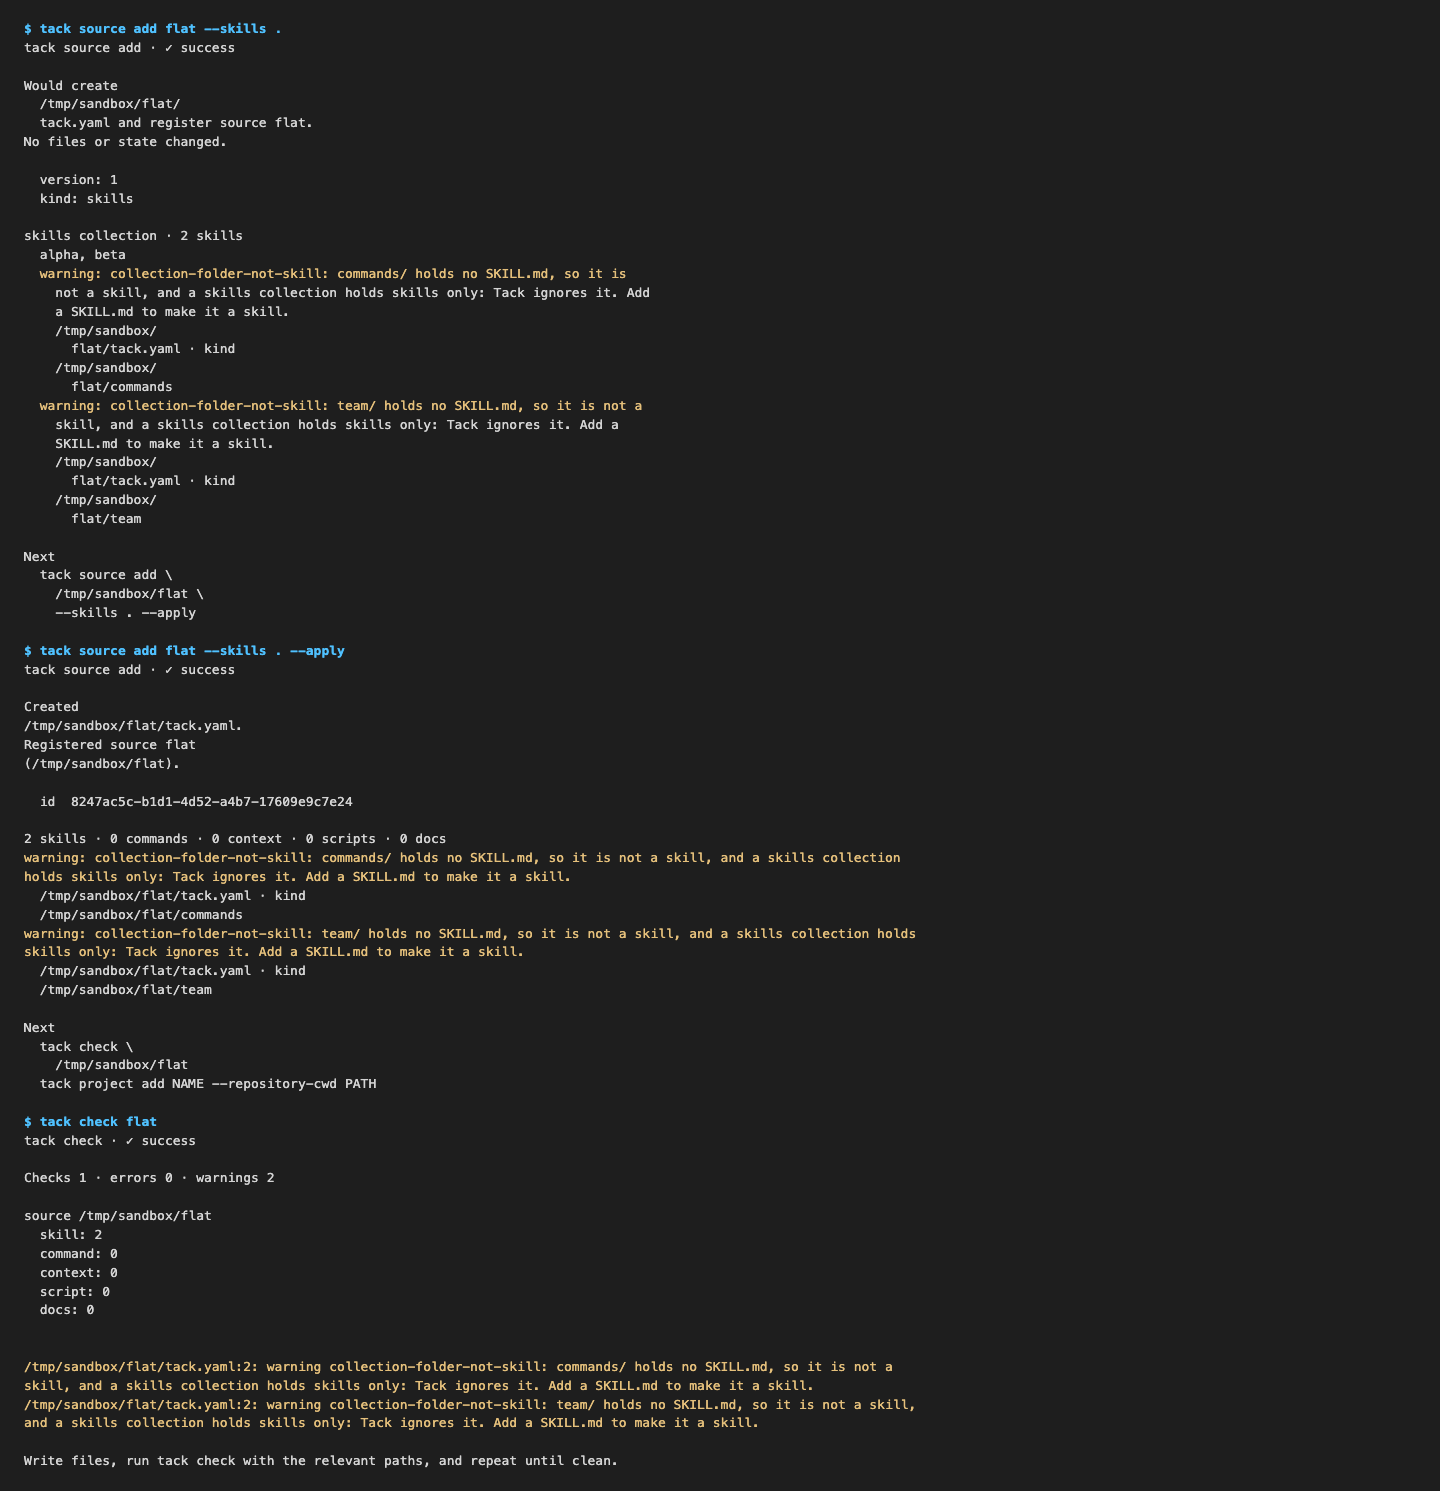 $ tack source add flat --skills .
tack source add · ✓ success
Would create
/tmp/sandbox/flat/
tack.yaml and register source flat.
No files or state changed.
version: 1
kind: skills
skills collection · 2 skills
alpha, beta
warning: collection-folder-not-skill: commands/ holds no SKILL.md, so it is
not a skill, and a skills collection holds skills only: Tack ignores it. Add
a SKILL.md to make it a skill.
/tmp/sandbox/
flat/tack.yaml · kind
/tmp/sandbox/
flat/commands
warning: collection-folder-not-skill: team/ holds no SKILL.md, so it is not a
skill, and a skills collection holds skills only: Tack ignores it. Add a
SKILL.md to make it a skill.
/tmp/sandbox/
flat/tack.yaml · kind
/tmp/sandbox/
flat/team
Next
tack source add \
/tmp/sandbox/flat \
--skills . --apply
$ tack source add flat --skills . --apply
tack source add · ✓ success
Created
/tmp/sandbox/flat/tack.yaml.
Registered source flat
(/tmp/sandbox/flat).
id  8247ac5c-b1d1-4d52-a4b7-17609e9c7e24
2 skills · 0 commands · 0 context · 0 scripts · 0 docs
warning: collection-folder-not-skill: commands/ holds no SKILL.md, so it is not a skill, and a skills collection
holds skills only: Tack ignores it. Add a SKILL.md to make it a skill.
/tmp/sandbox/flat/tack.yaml · kind
/tmp/sandbox/flat/commands
warning: collection-folder-not-skill: team/ holds no SKILL.md, so it is not a skill, and a skills collection holds
skills only: Tack ignores it. Add a SKILL.md to make it a skill.
/tmp/sandbox/flat/tack.yaml · kind
/tmp/sandbox/flat/team
Next
tack check \
/tmp/sandbox/flat
tack project add NAME --repository-cwd PATH
$ tack check flat
tack check · ✓ success
Checks 1 · errors 0 · warnings 2
source /tmp/sandbox/flat
skill: 2
command: 0
context: 0
script: 0
docs: 0
/tmp/sandbox/flat/tack.yaml:2: warning collection-folder-not-skill: commands/ holds no SKILL.md, so it is not a
skill, and a skills collection holds skills only: Tack ignores it. Add a SKILL.md to make it a skill.
/tmp/sandbox/flat/tack.yaml:2: warning collection-folder-not-skill: team/ holds no SKILL.md, so it is not a skill,
and a skills collection holds skills only: Tack ignores it. Add a SKILL.md to make it a skill.
Write files, run tack check with the relevant paths, and repeat until clean.